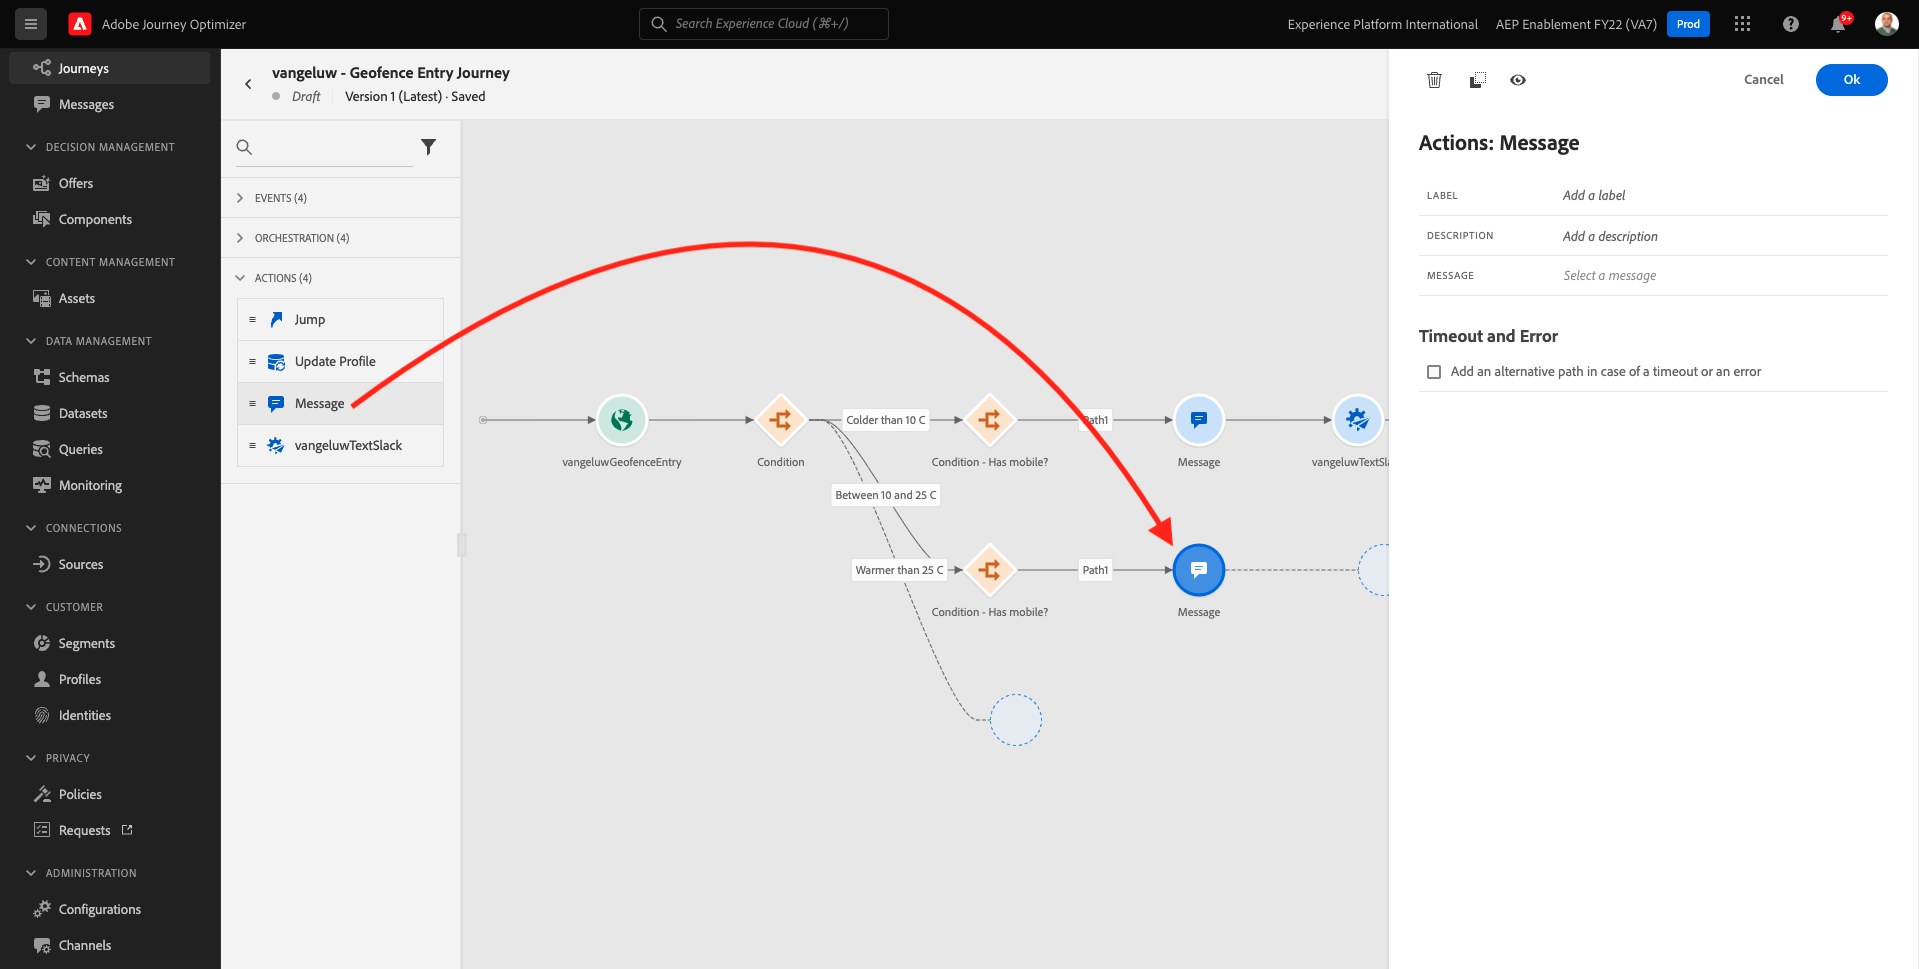 Adobe Journey Optimizer
Search Experience Cloud (⌘+/)
Experience Platform International
AEP Enablement FY22 (VA7)
Prod
9+
Journeys
Messages
DECISION MANAGEMENT
Offers
Components
CONTENT MANAGEMENT
Assets
DATA MANAGEMENT
Schemas
Datasets
Queries
Monitoring
CONNECTIONS
Sources
CUSTOMER
Segments
Profiles
Identities
PRIVACY
Policies
Requests
ADMINISTRATION
Configurations
Channels
vangeluw - Geofence Entry Journey
Draft
Version 1 (Latest) · Saved
EVENTS (4)
ORCHESTRATION (4)
ACTIONS (4)
Jump
Update Profile
Message
vangeluwTextSlack
vangeluwGeofenceEntry
Condition
Colder than 10 C
Condition - Has mobile?
Path1
Message
vangeluwTextSla
Between 10 and 25 C
Warmer than 25 C
Condition - Has mobile?
Path1
Message
Cancel
Ok
Actions: Message
LABEL
Add a label
DESCRIPTION
Add a description
MESSAGE
Select a message
Timeout and Error
Add an alternative path in case of a timeout or an error